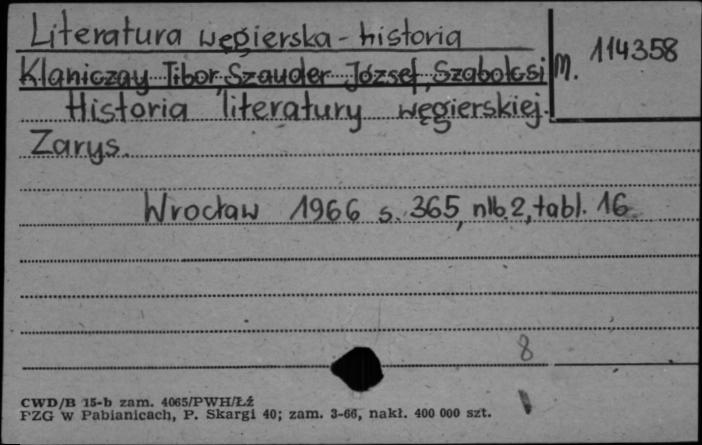 Literatura węgierska - historia
M. 114358
Klaniczay Tibor, Szauder József, Szabolcsi
Historia literatury węgierskiej.
Zarys.
Wrocław 1966 s. 365, nlb. 2, tabl. 16
8
CWD/B 15-b zam. 4065/PWH/Łź
PZG w Pabianicach, P. Skargi 40; zam. 3-66, nakł. 400 000 szt.